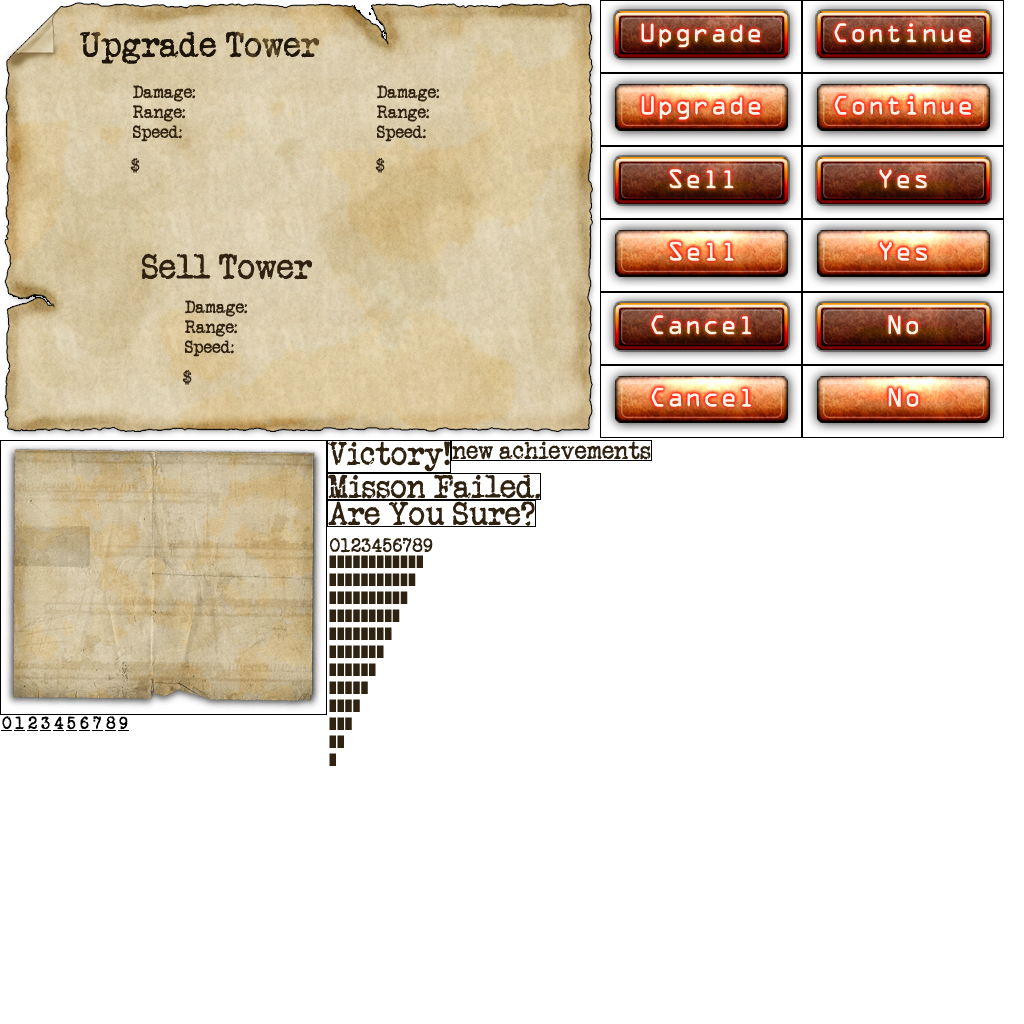 Upgrade Tower
Damage:
Range:
Speed:
$
Damage:
Range:
Speed:
$
Sell Tower
Damage:
Range:
Speed:
$
Upgrade
Continue
Upgrade
Continue
Sell
Yes
Sell
Yes
Cancel
No
Cancel
No
Victory!
new achievements
Misson Failed.
Are You Sure?
0123456789
0123456789